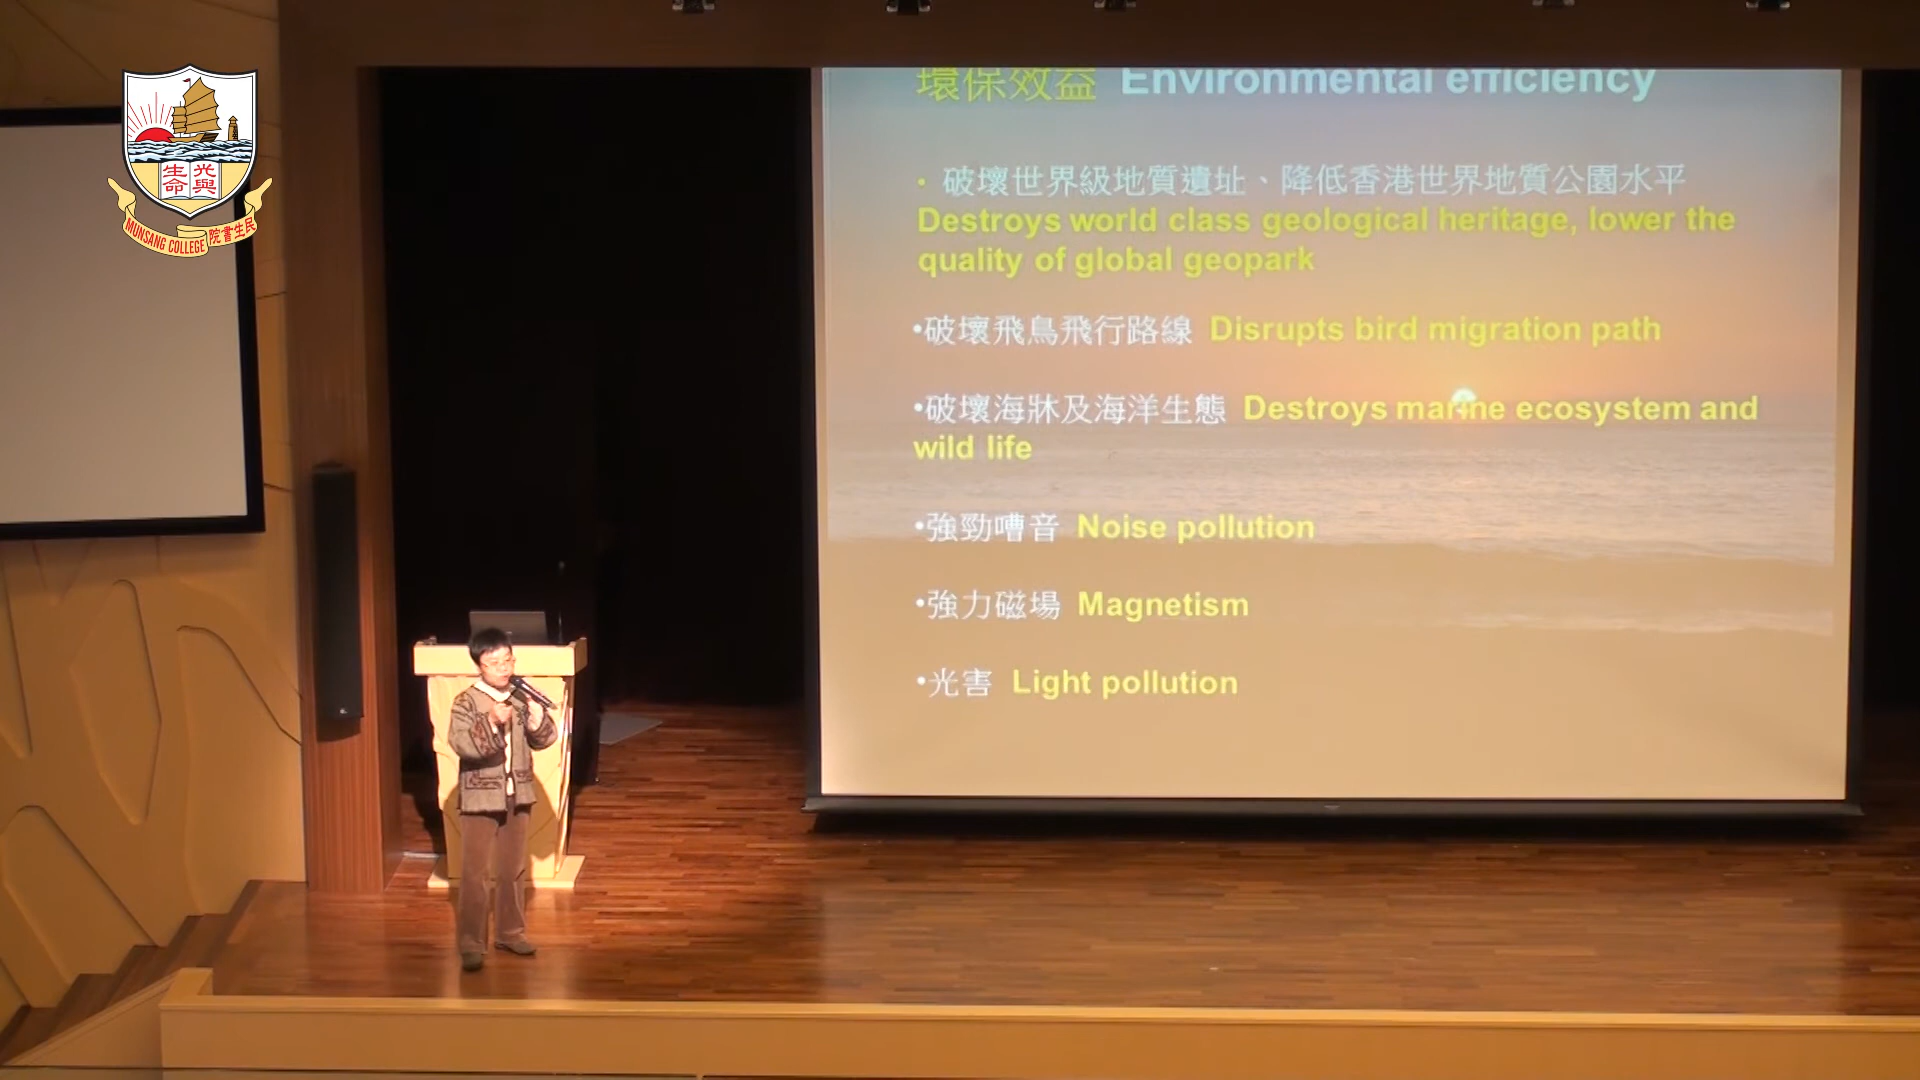 光與
生命
MUNSANG COLLEGE 民生書院
環保效益 Environmental efficiency
• 破壞世界級地質遺址、降低香港世界地質公園水平
Destroys world class geological heritage, lower the
quality of global geopark
•破壞飛鳥飛行路線 Disrupts bird migration path
•破壞海牀及海洋生態 Destroys marine ecosystem and
wild life
•強勁嘈音 Noise pollution
•強力磁場 Magnetism
•光害 Light pollution